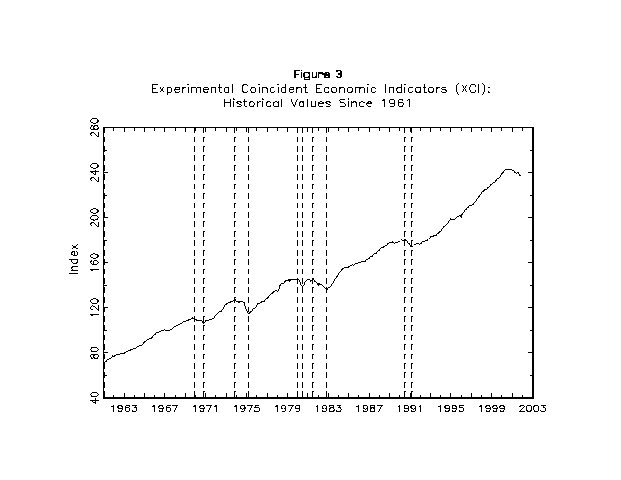 Figure 3
Experimental Coincident Economic Indicators (XCI):
Historical Values Since 1961
260
240
200
160
120
80
40
Index
1963 1967 1971 1975 1979 1983 1987 1991 1995 1999 2003